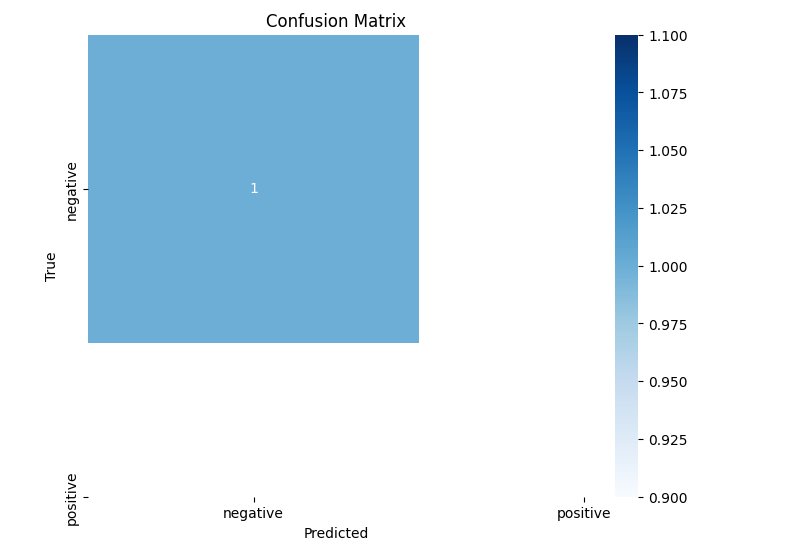 Confusion Matrix
True
negative
positive
1
negative
positive
Predicted
1.100
1.075
1.050
1.025
1.000
0.975
0.950
0.925
0.900